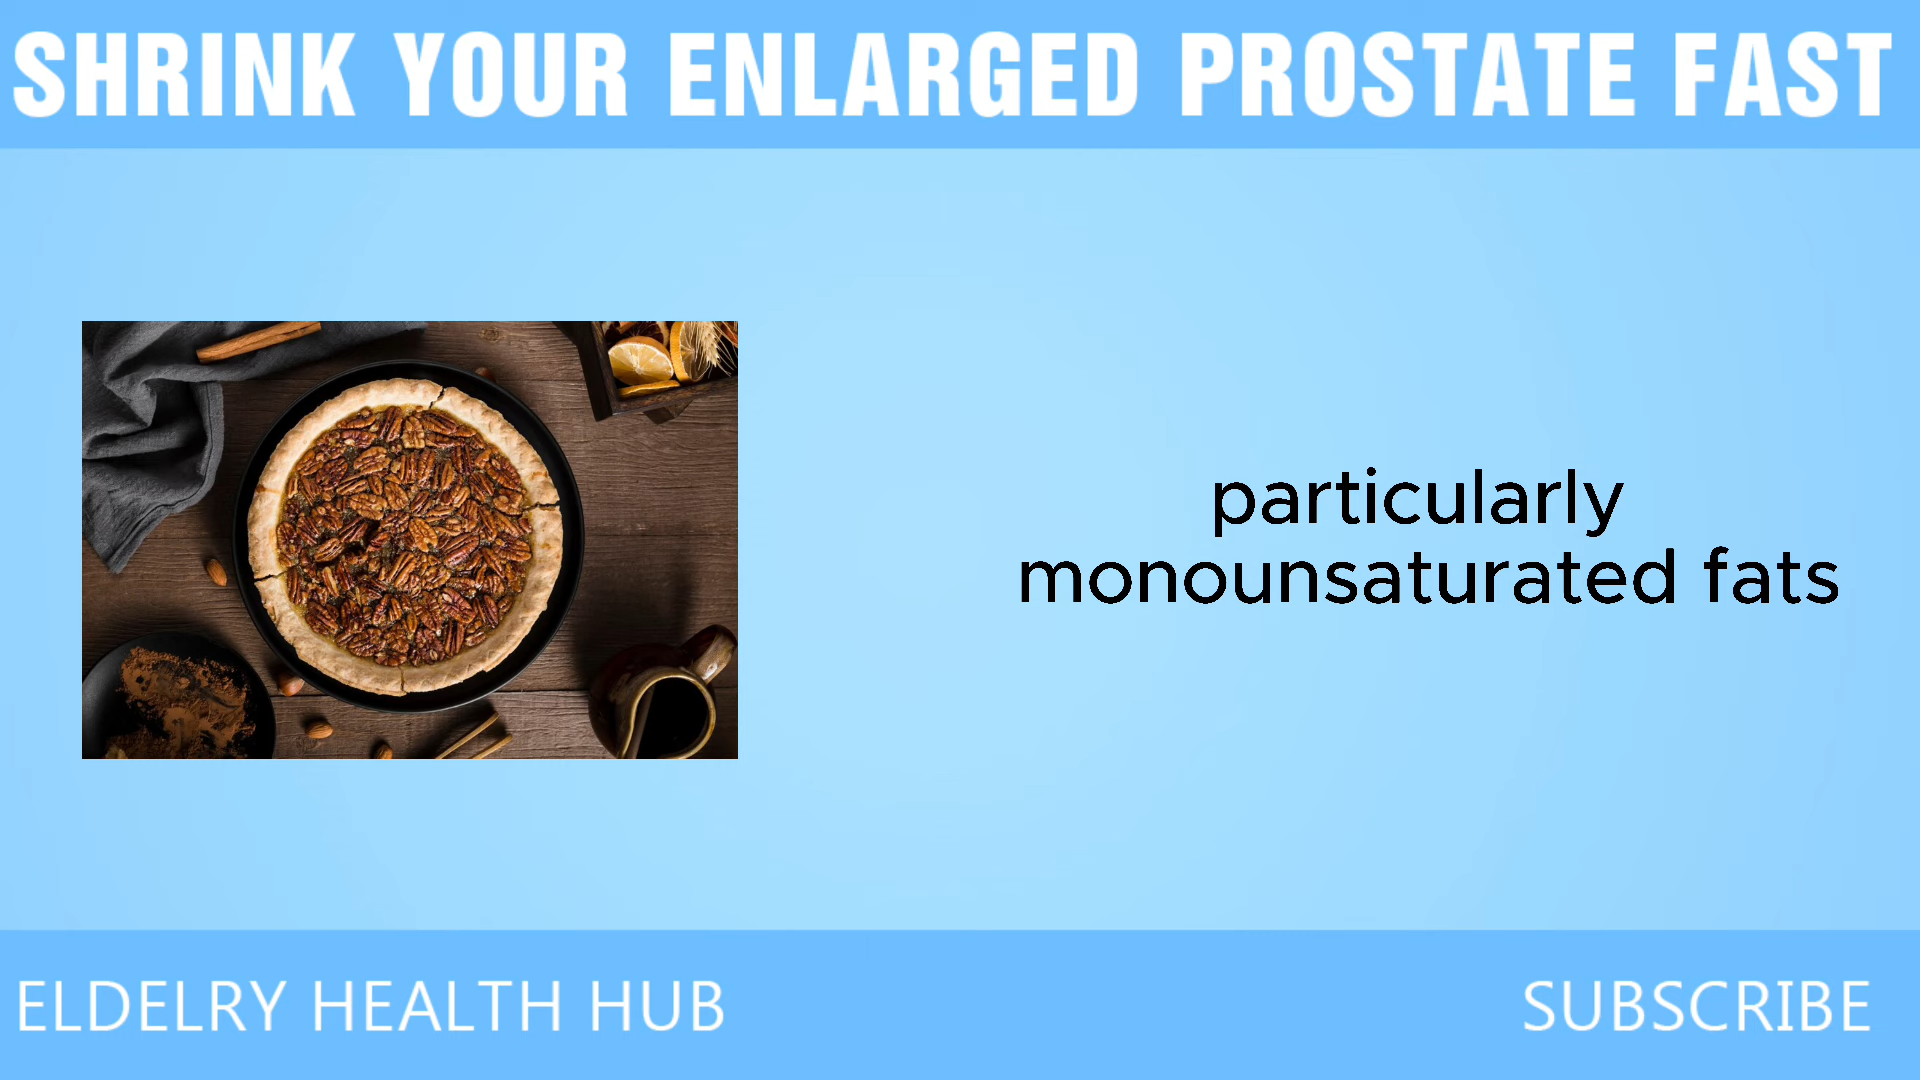 SHRINK YOUR ENLARGED PROSTATE FAST
particularly
monounsaturated fats
ELDELRY HEALTH HUB
SUBSCRIBE